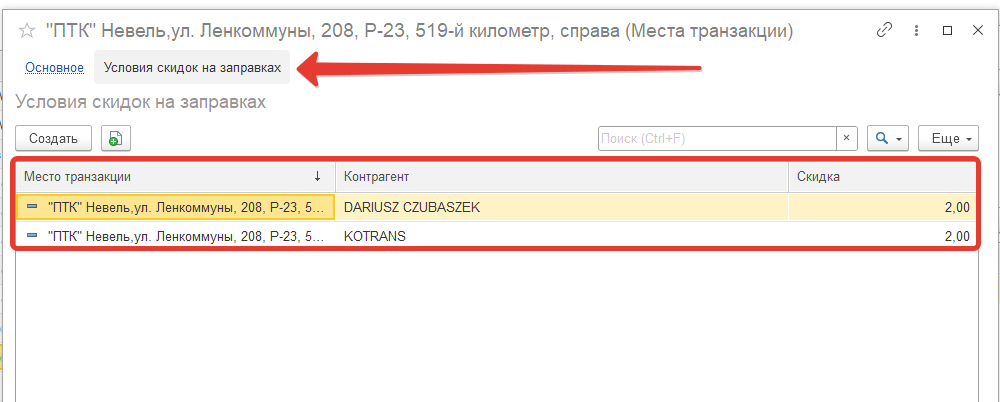 "ПТК" Невель,ул. Ленкоммуны, 208, Р-23, 519-й километр, справа (Места транзакции)
Основное Условия скидок на заправках
Условия скидок на заправках
Создать Поиск (Ctrl+F) × Еще
Место транзакции ↓ Контрагент Скидка
"ПТК" Невель,ул. Ленкоммуны, 208, Р-23, 5... DARIUSZ CZUBASZEK 2,00
"ПТК" Невель,ул. Ленкоммуны, 208, Р-23, 5... KOTRANS 2,00